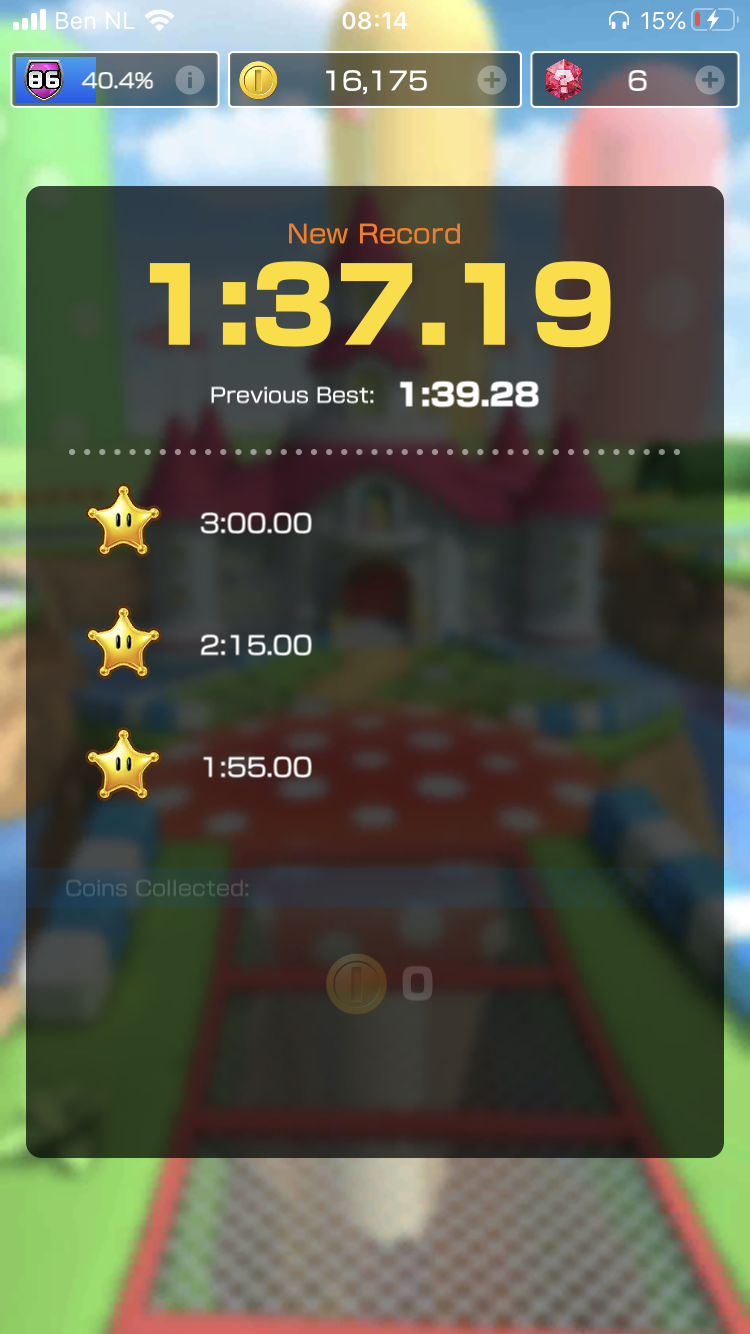 Ben NL 08:14 15%
86 40.4% i 16,175 + 6 +
New Record
1:37.19
Previous Best: 1:39.28
3:00.00
2:15.00
1:55.00
Coins Collected:
0